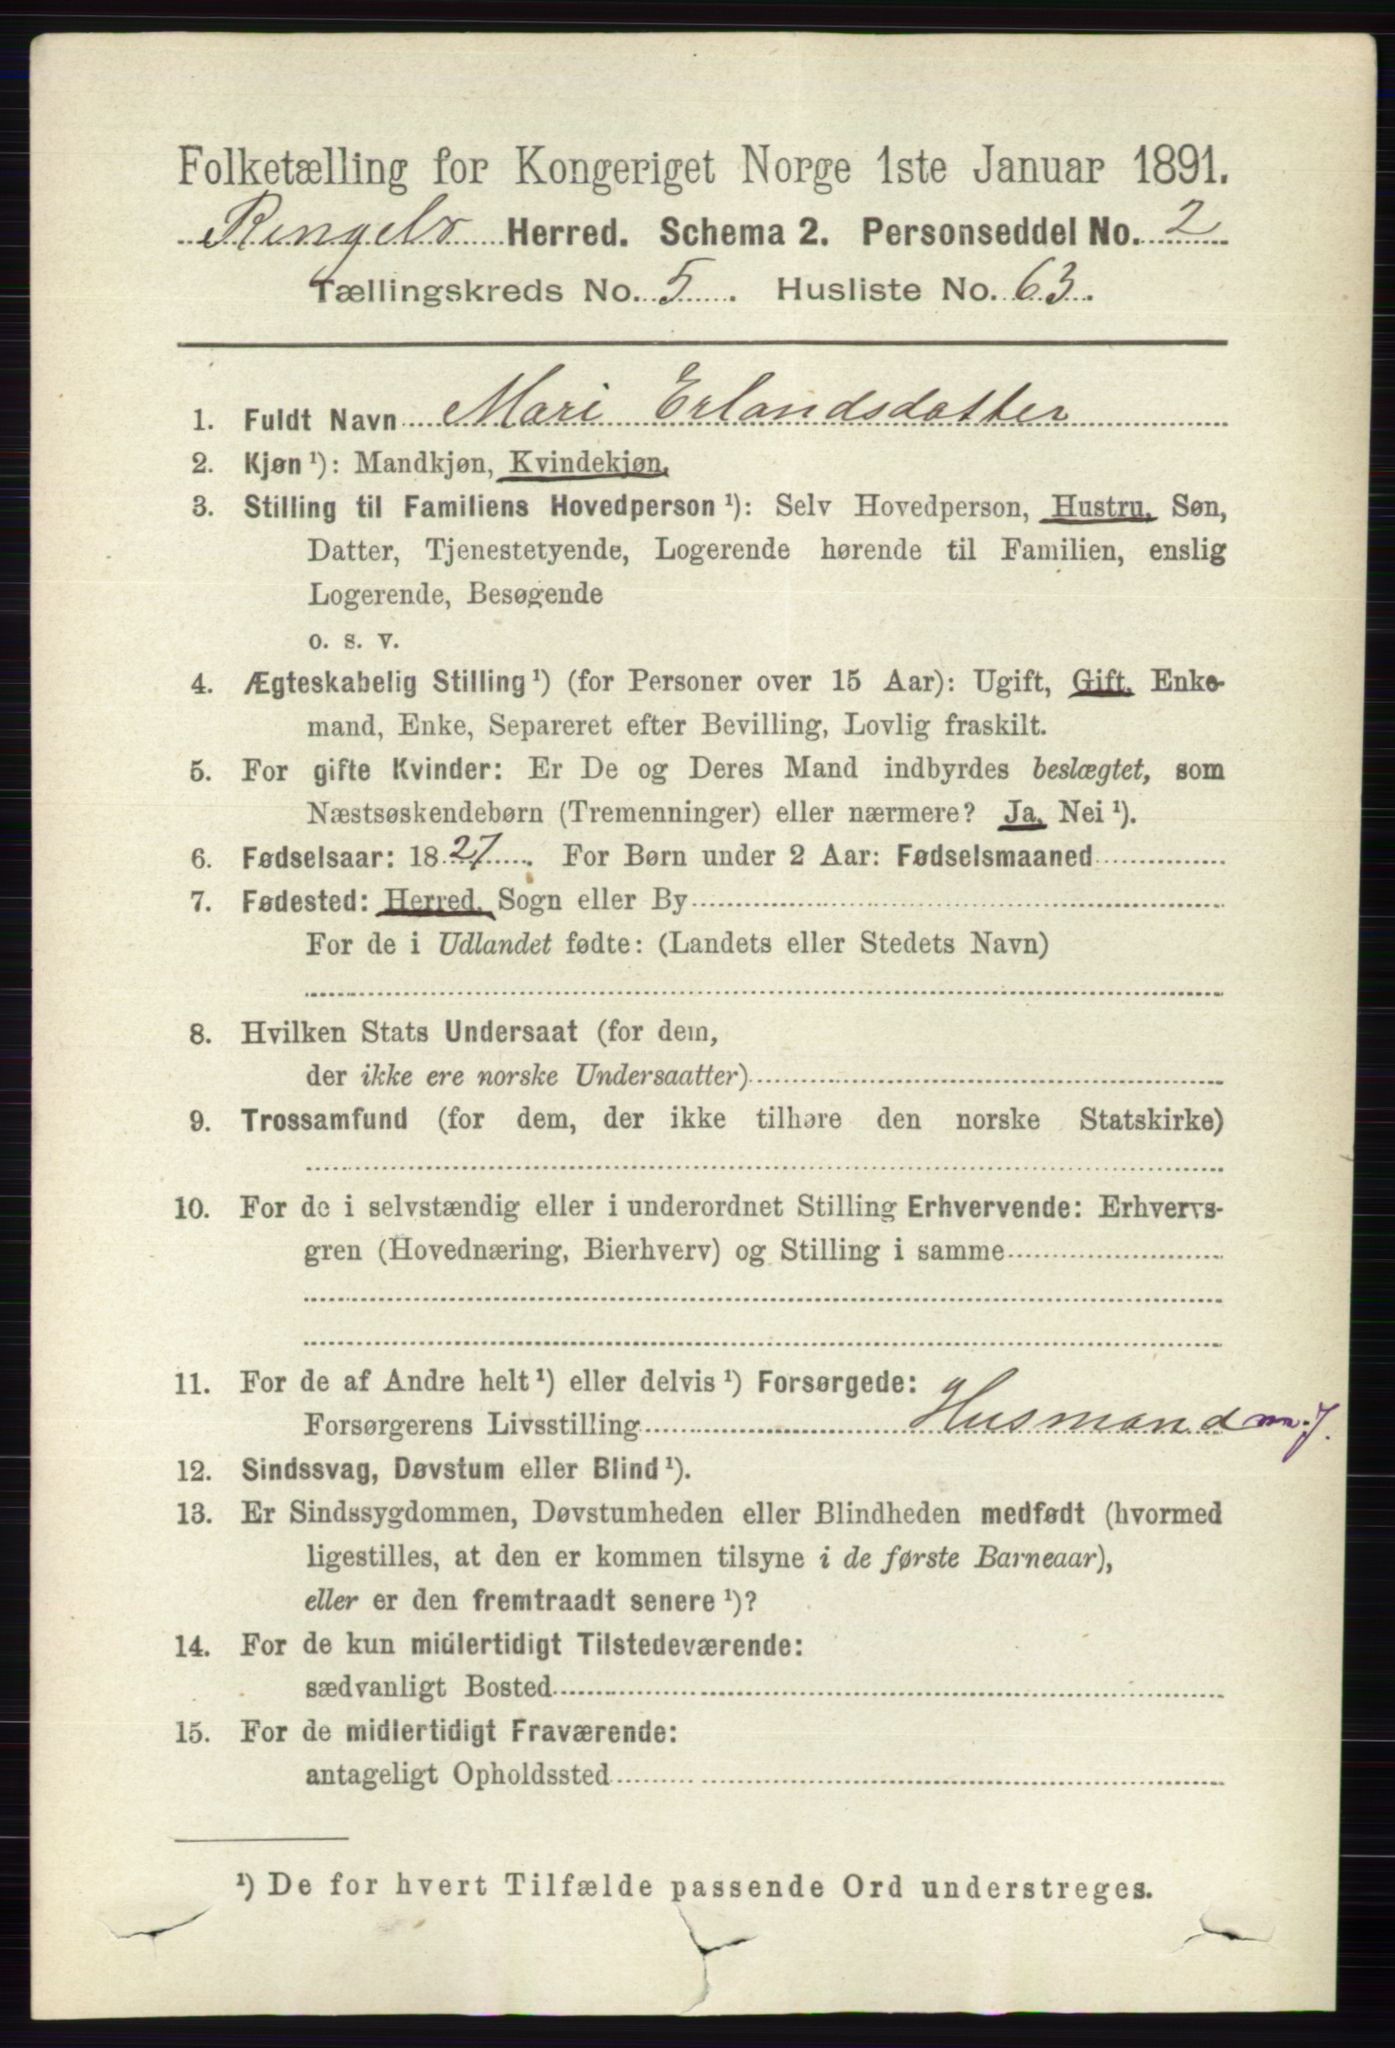 Folketælling for Kongeriget Norge 1ste Januar 1891.
Ringebo Herred. Schema 2. Personseddel No. 2
Tællingskreds No. 5. Husliste No. 63.
1. Fuldt Navn Mari Erlandsdatter
2. Kjøn ¹): Mandkjøn, Kvindekjøn.
3. Stilling til Familiens Hovedperson ¹): Selv Hovedperson, Hustru, Søn,
Datter, Tjenestetyende, Logerende hørende til Familien, enslig
Logerende, Besøgende
o. s. v.
4. Ægteskabelig Stilling ¹) (for Personer over 15 Aar): Ugift, Gift, Enke-
mand, Enke, Separeret efter Bevilling, Lovlig fraskilt.
5. For gifte Kvinder: Er De og Deres Mand indbyrdes beslægtet, som
Næstsøskendebørn (Tremenninger) eller nærmere? Ja, Nei ¹).
6. Fødselsaar: 1827. For Børn under 2 Aar: Fødselsmaaned
7. Fødested: Herred, Sogn eller By
For de i Udlandet fødte: (Landets eller Stedets Navn)
8. Hvilken Stats Undersaat (for dem,
der ikke ere norske Undersaatter)
9. Trossamfund (for dem, der ikke tilhøre den norske Statskirke)
10. For de i selvstændig eller i underordnet Stilling Erhvervende: Erhvervs-
gren (Hovednæring, Bierhverv) og Stilling i samme
11. For de af Andre helt ¹) eller delvis ¹) Forsørgede:
Forsørgerens Livsstilling Husmand
12. Sindssvag, Døvstum eller Blind ¹).
13. Er Sindssygdommen, Døvstumheden eller Blindheden medfødt (hvormed
ligestilles, at den er kommen tilsyne i de første Barneaar),
eller er den fremtraadt senere ¹)?
14. For de kun midlertidigt Tilstedeværende:
sædvanligt Bosted
15. For de midlertidigt Fraværende:
antageligt Opholdssted
¹) De for hvert Tilfælde passende Ord understreges.